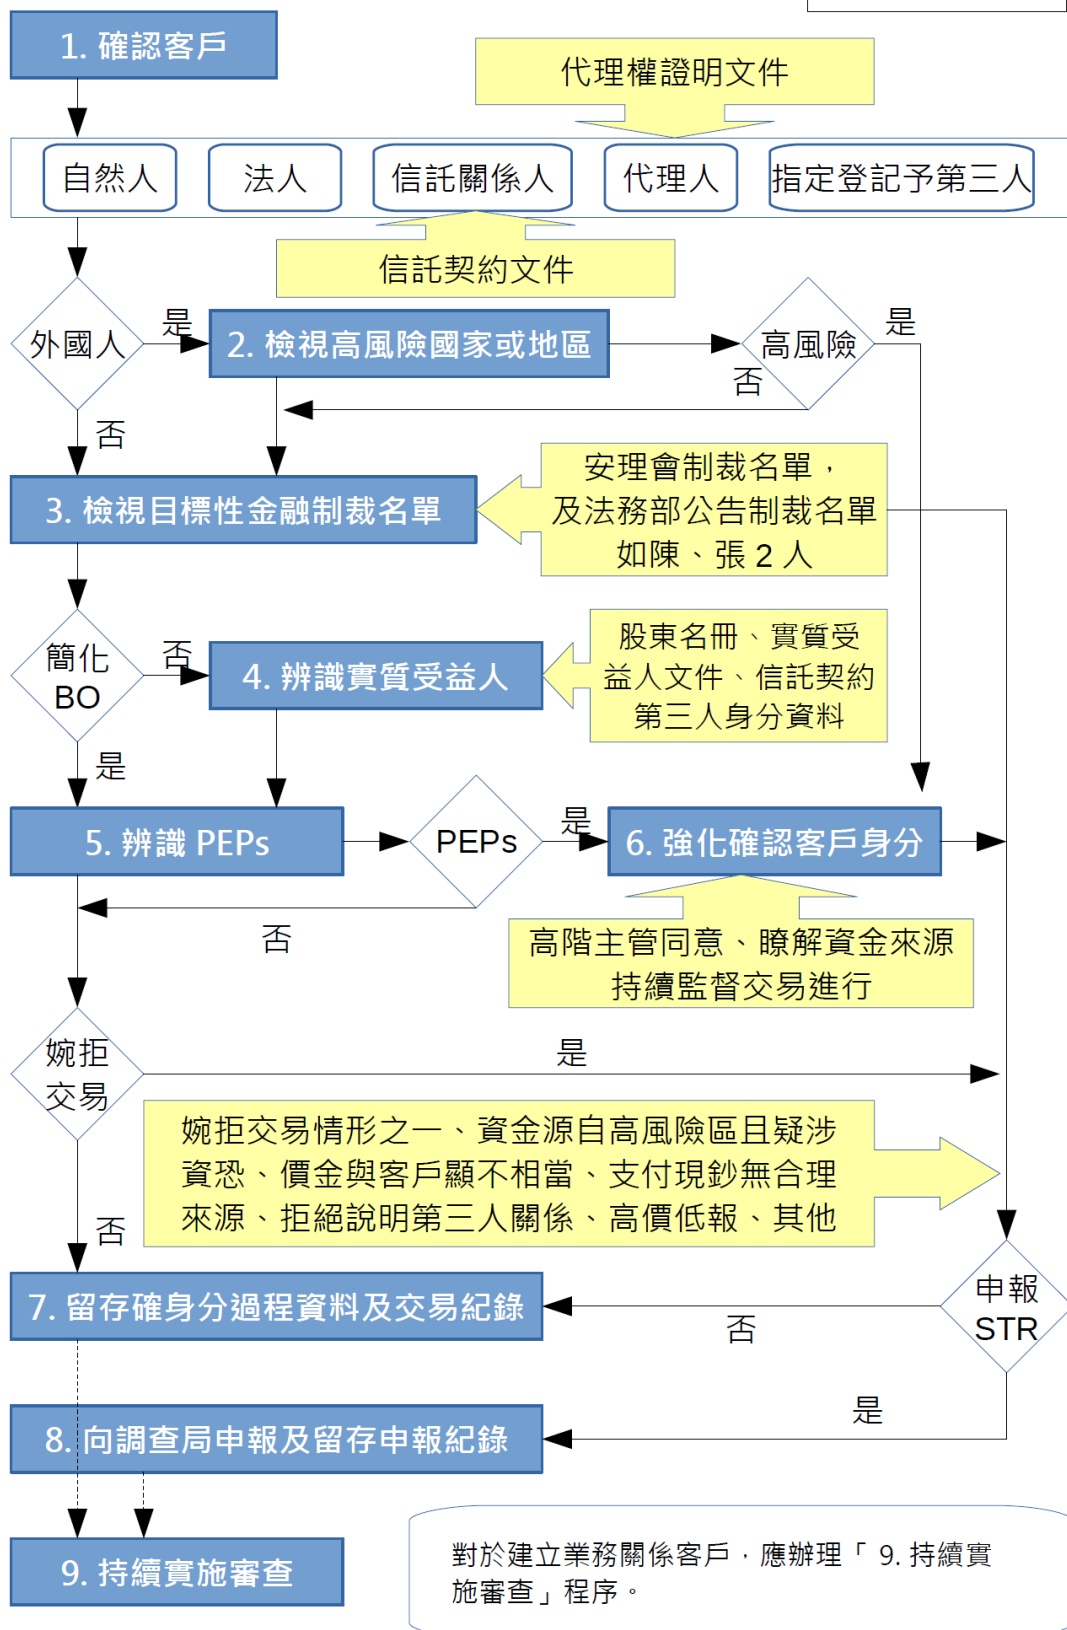 1. 確認客戶
代理權證明文件
自然人
法人
信託關係人
代理人
指定登記予第三人
信託契約文件
外國人
是
2. 檢視高風險國家或地區
高風險
是
否
否
3. 檢視目標性金融制裁名單
安理會制裁名單，
及法務部公告制裁名單
如陳、張 2 人
簡化
BO
否
4. 辨識實質受益人
股東名冊、實質受
益人文件、信託契約
第三人身分資料
是
5. 辨識 PEPs
PEPs
是
6. 強化確認客戶身分
否
高階主管同意、瞭解資金來源
持續監督交易進行
婉拒
交易
是
婉拒交易情形之一、資金源自高風險區且疑涉
資恐、價金與客戶顯不相當、支付現鈔無合理
來源、拒絕說明第三人關係、高價低報、其他
否
7. 留存確身分過程資料及交易紀錄
否
申報
STR
是
8. 向調查局申報及留存申報紀錄
9. 持續實施審查
對於建立業務關係客戶，應辦理「 9. 持續實
施審查」程序。